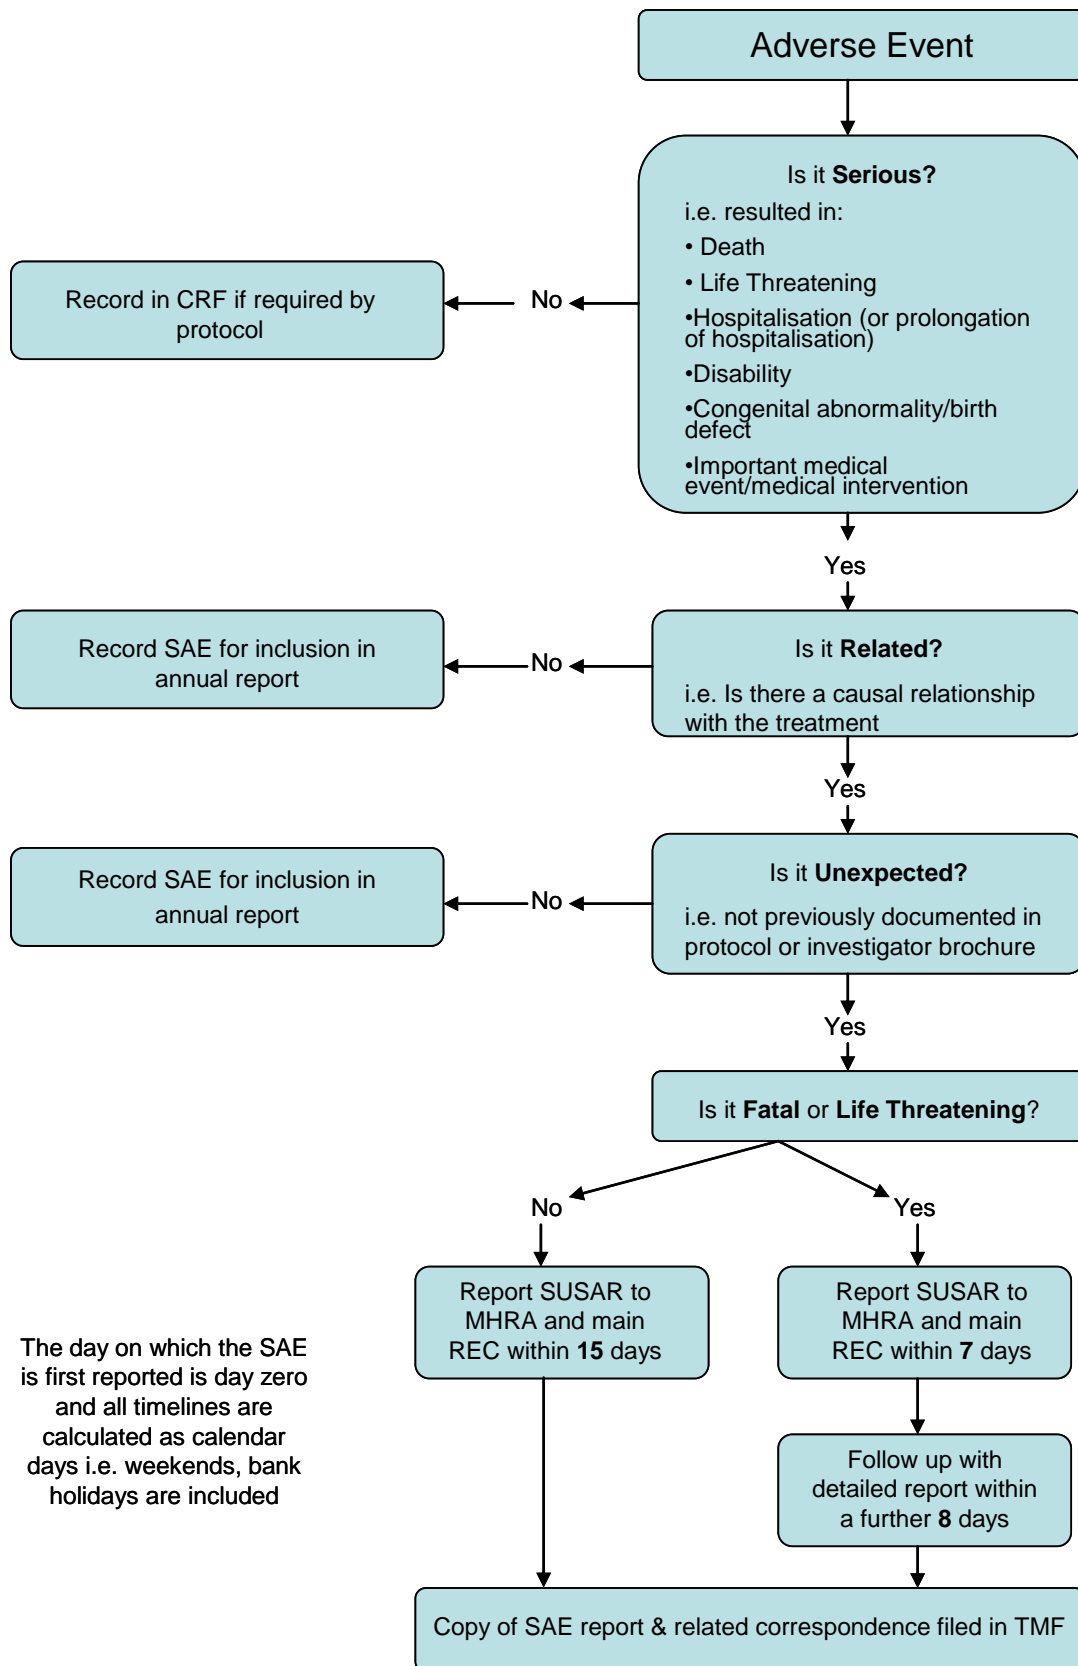 Adverse Event
Is it Serious?
i.e. resulted in:
• Death
• Life Threatening
•Hospitalisation (or prolongation
of hospitalisation)
•Disability
•Congenital abnormality/birth
defect
•Important medical
event/medical intervention
No
Record in CRF if required by
protocol
Yes
Is it Related?
i.e. Is there a causal relationship
with the treatment
No
Record SAE for inclusion in
annual report
Yes
Is it Unexpected?
i.e. not previously documented in
protocol or investigator brochure
No
Record SAE for inclusion in
annual report
Yes
Is it Fatal or Life Threatening?
No
Yes
Report SUSAR to
MHRA and main
REC within 15 days
Report SUSAR to
MHRA and main
REC within 7 days
Follow up with
detailed report within
a further 8 days
The day on which the SAE
is first reported is day zero
and all timelines are
calculated as calendar
days i.e. weekends, bank
holidays are included
Copy of SAE report & related correspondence filed in TMF